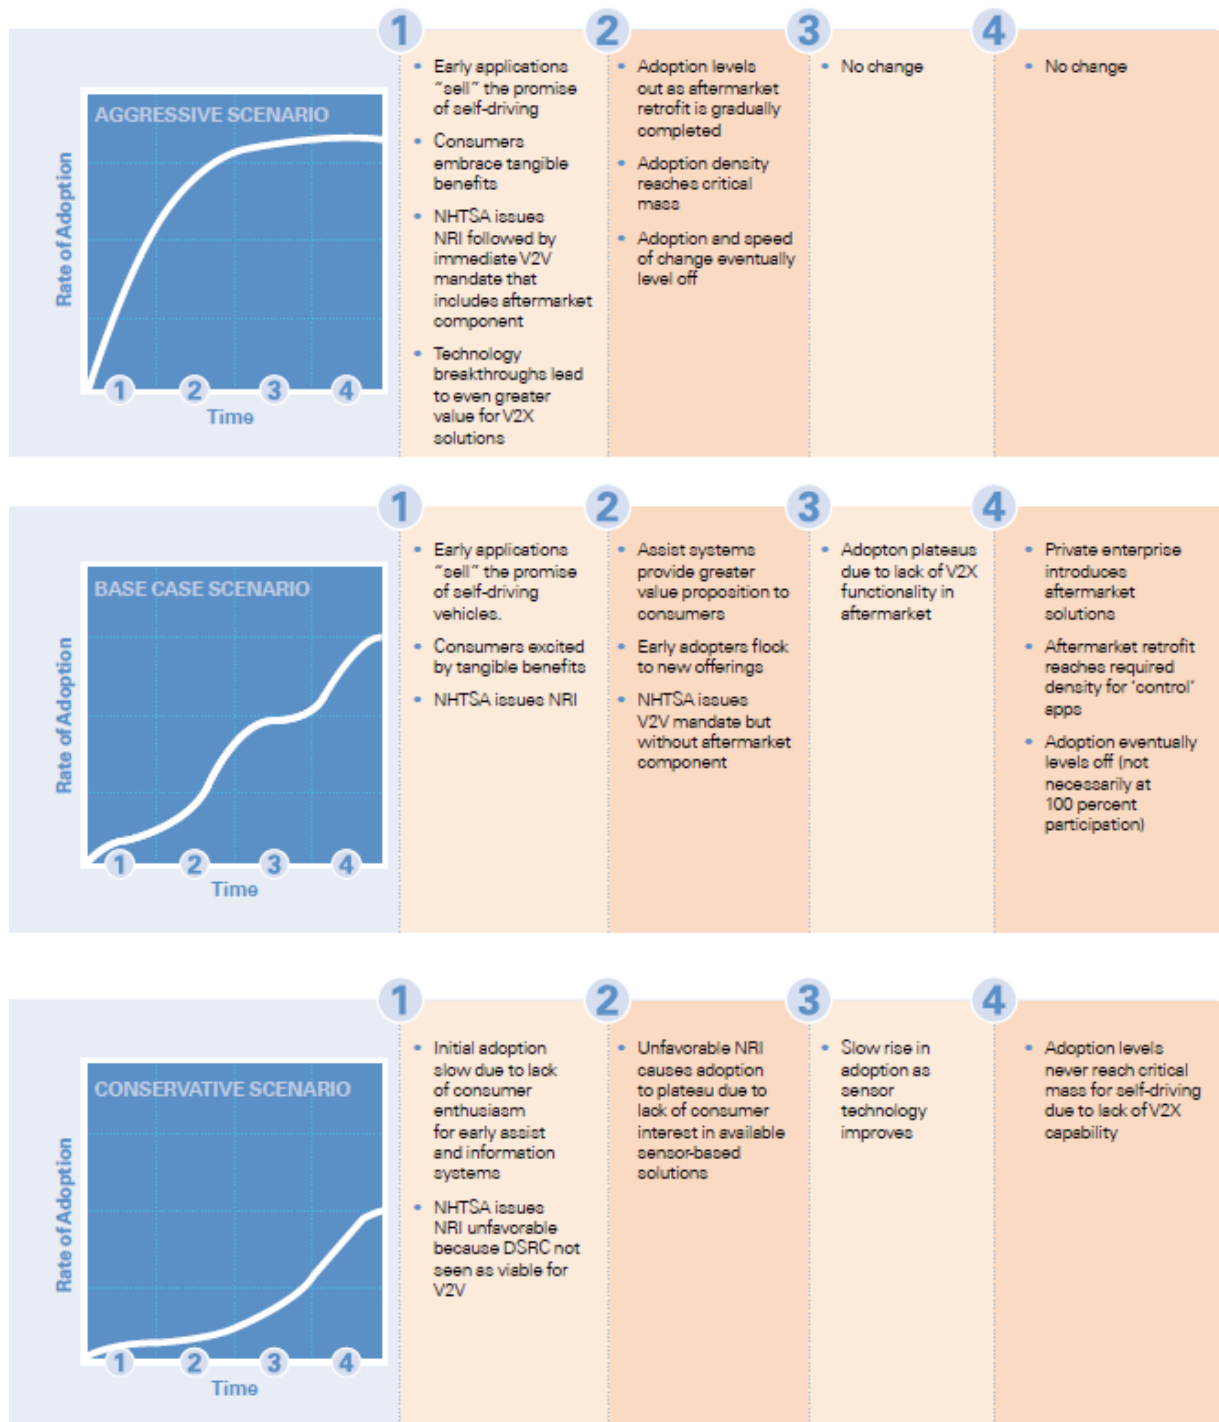 1
2
3
4
AGGRESSIVE SCENARIO
Rate of Adoption
1
2
3
4
Time
• Early applications
“sell” the promise
of self-driving
• Consumers
embrace tangible
benefits
• NHTSA issues
NRI followed by
immediate V2V
mandate that
includes aftermarket
component
• Technology
breakthroughs lead
to even greater
value for V2X
solutions
• Adoption levels
out as aftermarket
retrofit is gradually
completed
• Adoption density
reaches critical
mass
• Adoption and speed
of change eventually
level off
• No change
• No change
1
2
3
4
BASE CASE SCENARIO
Rate of Adoption
1
2
3
4
Time
• Early applications
“sell” the promise
of self-driving
vehicles.
• Consumers excited
by tangible benefits
• NHTSA issues NRI
• Assist systems
provide greater
value proposition to
consumers
• Early adopters flock
to new offerings
• NHTSA issues
V2V mandate but
without aftermarket
component
• Adopton plateaus
due to lack of V2X
functionality in
aftermarket
• Private enterprise
introduces
aftermarket
solutions
• Aftermarket retrofit
reaches required
density for ‘control’
apps
• Adoption eventually
levels off (not
necessarily at
100 percent
participation)
1
2
3
4
CONSERVATIVE SCENARIO
Rate of Adoption
1
2
3
4
Time
• Initial adoption
slow due to lack
of consumer
enthusiasm
for early assist
and information
systems
• NHTSA issues
NRI unfavorable
because DSRC not
seen as viable for
V2V
• Unfavorable NRI
causes adoption
to plateau due to
lack of consumer
interest in available
sensor-based
solutions
• Slow rise in
adoption as
sensor
technology
improves
• Adoption levels
never reach critical
mass for self-driving
due to lack of V2X
capability